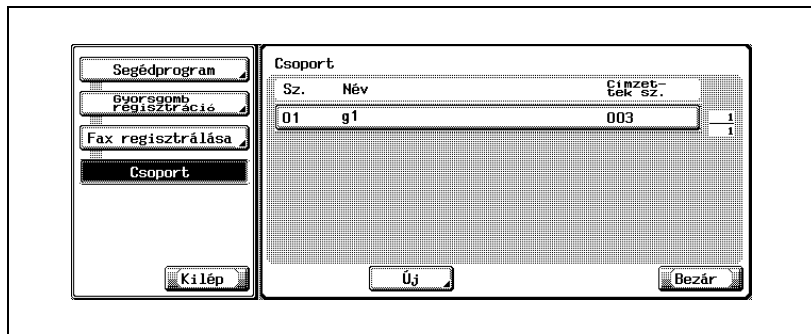 Segédprogram
Gyorsgomb
régisztráció
Fax regisztrálása
Csoport
Kilép
Csoport
Sz. Név Címzet-
tek sz.
01 g1 003
1
1
Új
Bezár